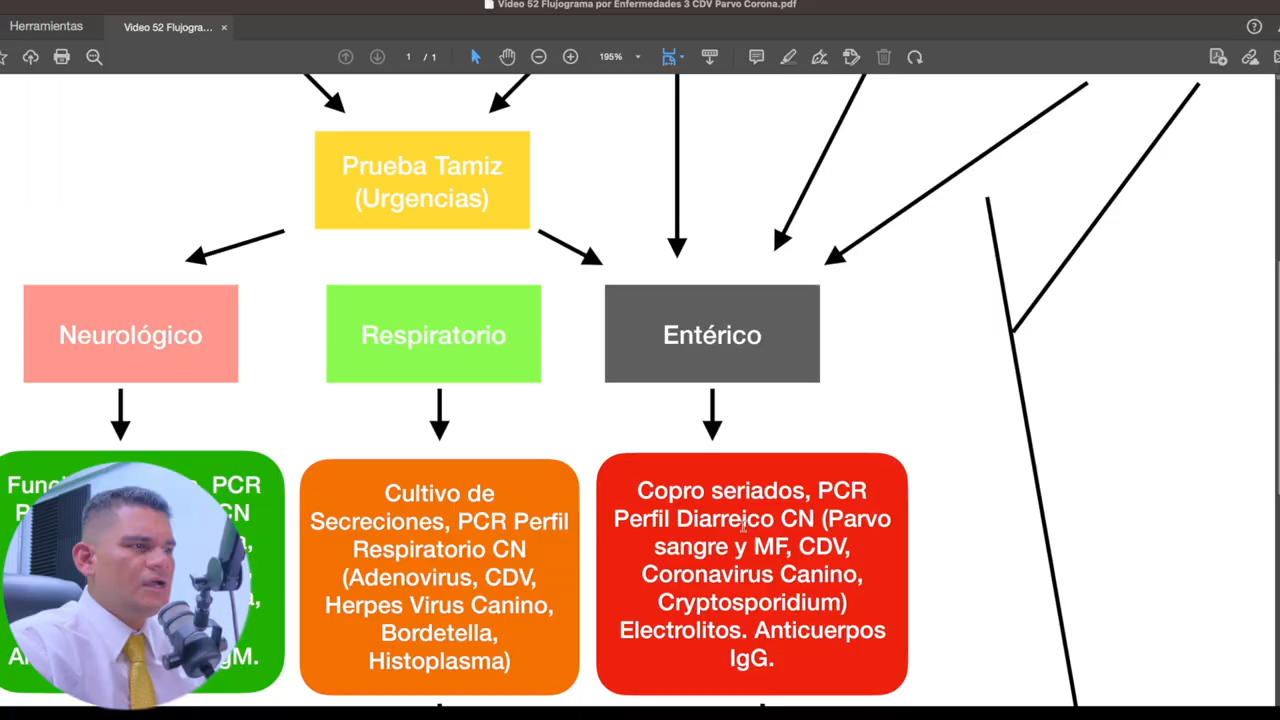 Video 52 Flujograma por Enfermedades 3 CDV Parvo Corona.pdf
Herramientas
Video 52 Flujogra... ×
1 / 1
195%
Prueba Tamiz
(Urgencias)
Neurológico
Respiratorio
Entérico
PCR
CN
IgM.
Cultivo de
Secreciones, PCR Perfil
Respiratorio CN
(Adenovirus, CDV,
Herpes Virus Canino,
Bordetella,
Histoplasma)
Copro seriados, PCR
Perfil Diarreico CN (Parvo
sangre y MF, CDV,
Coronavirus Canino,
Cryptosporidium)
Electrolitos. Anticuerpos
IgG.